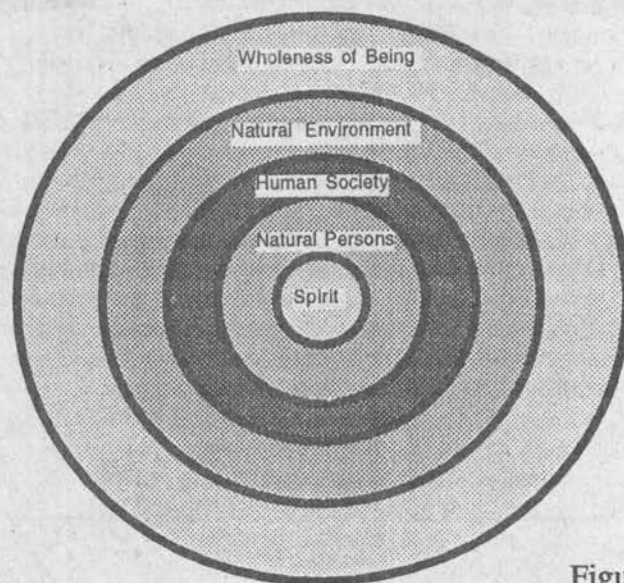 Wholeness of Being
Natural Environment
Human Society
Natural Persons
Spirit